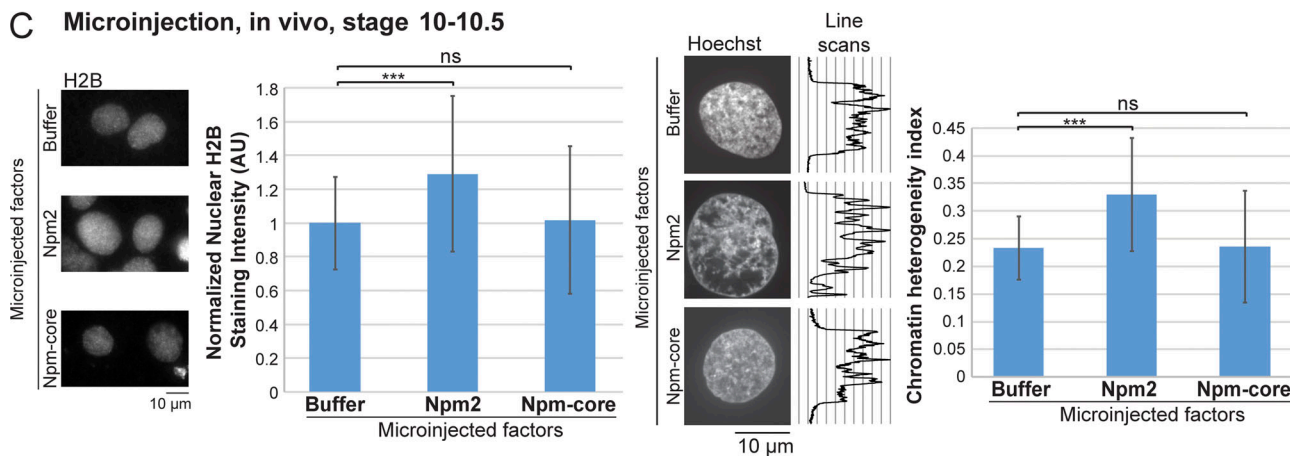 C Microinjection, in vivo, stage 10-10.5
H2B
Microinjected factors
Buffer
Npm2
Npm-core
10 μm
Normalized Nuclear H2B
Staining Intensity (AU)
ns
***
1.8
1.6
1.4
1.2
1
0.8
0.6
0.4
0.2
0
Buffer Npm2 Npm-core
Microinjected factors
Hoechst
Line
scans
Microinjected factors
Buffer
Npm2
Npm-core
10 μm
Chromatin heterogeneity index
ns
***
0.45
0.4
0.35
0.3
0.25
0.2
0.15
0.1
0.05
0
Buffer Npm2 Npm-core
Microinjected factors